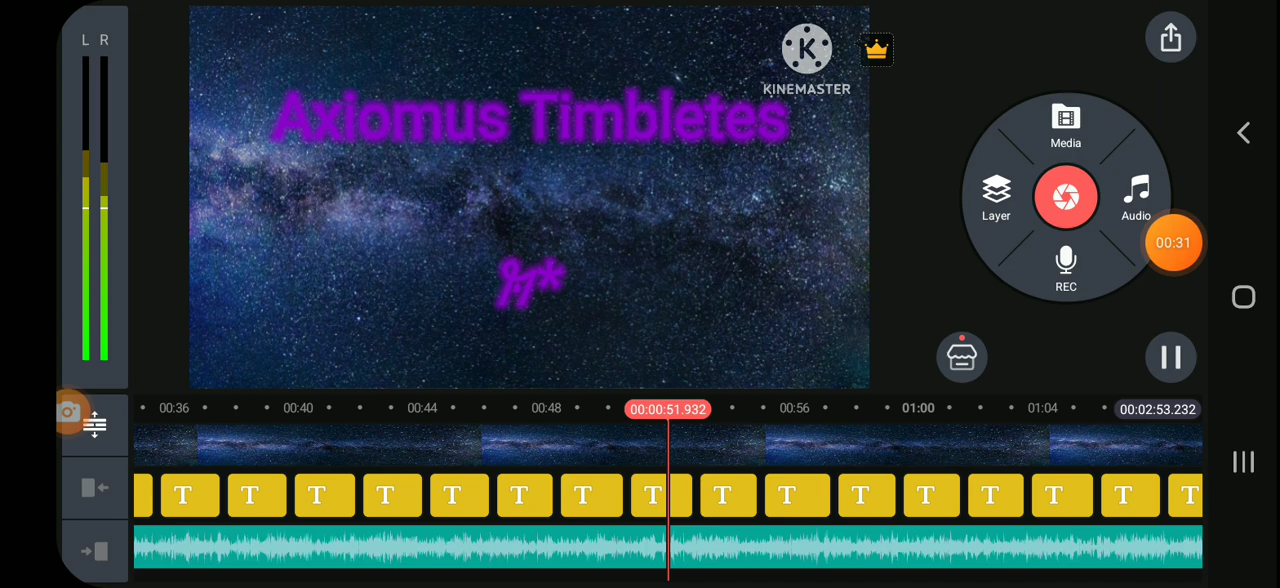 L R
KINEMASTER
Axiomus Timbletes
Media
Layer
Audio
00:31
REC
00:36
00:40
00:44
00:48
00:00:51.932
00:56
01:00
01:04
00:02:53.232
T T T T T T T T T T T T T T T T